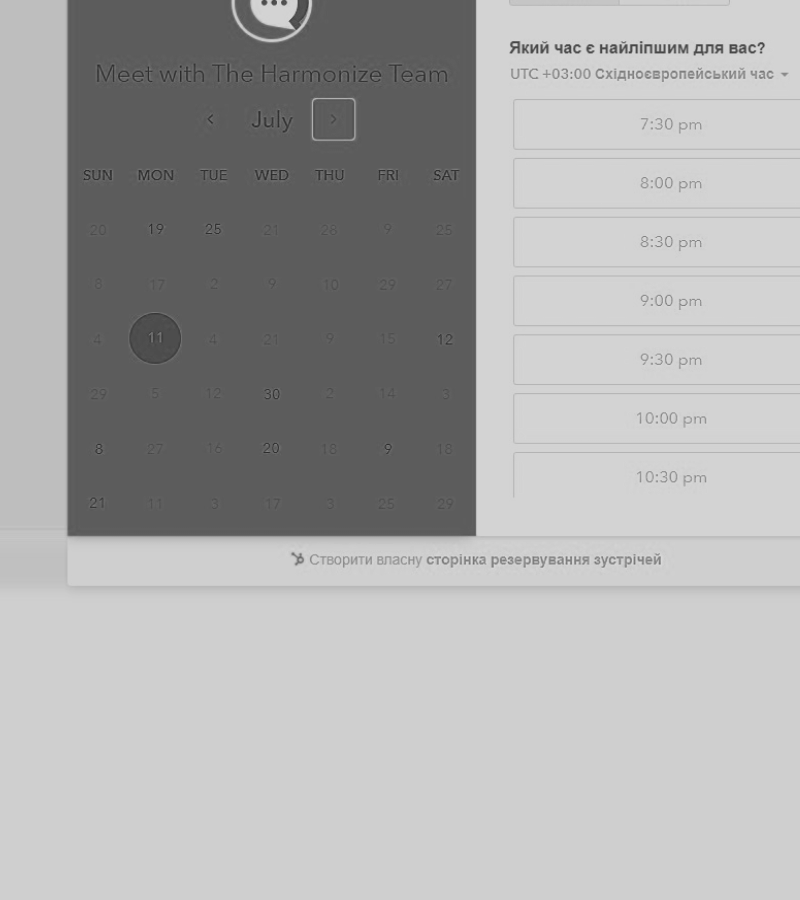 Meet with The Harmonize Team
July
SUN MON TUE WED THU FRI SAT
20 19 25 21 28 9 25
8 17 2 9 10 29 27
4 11 4 21 9 15 12
29 5 12 30 2 14 3
8 27 16 20 18 9 18
21 11 3 17 3 25 29
Який час є найліпшим для вас?
UTC +03:00 Східноєвропейський час
7:30 pm
8:00 pm
8:30 pm
9:00 pm
9:30 pm
10:00 pm
10:30 pm
Створити власну сторінка резервування зустрічей